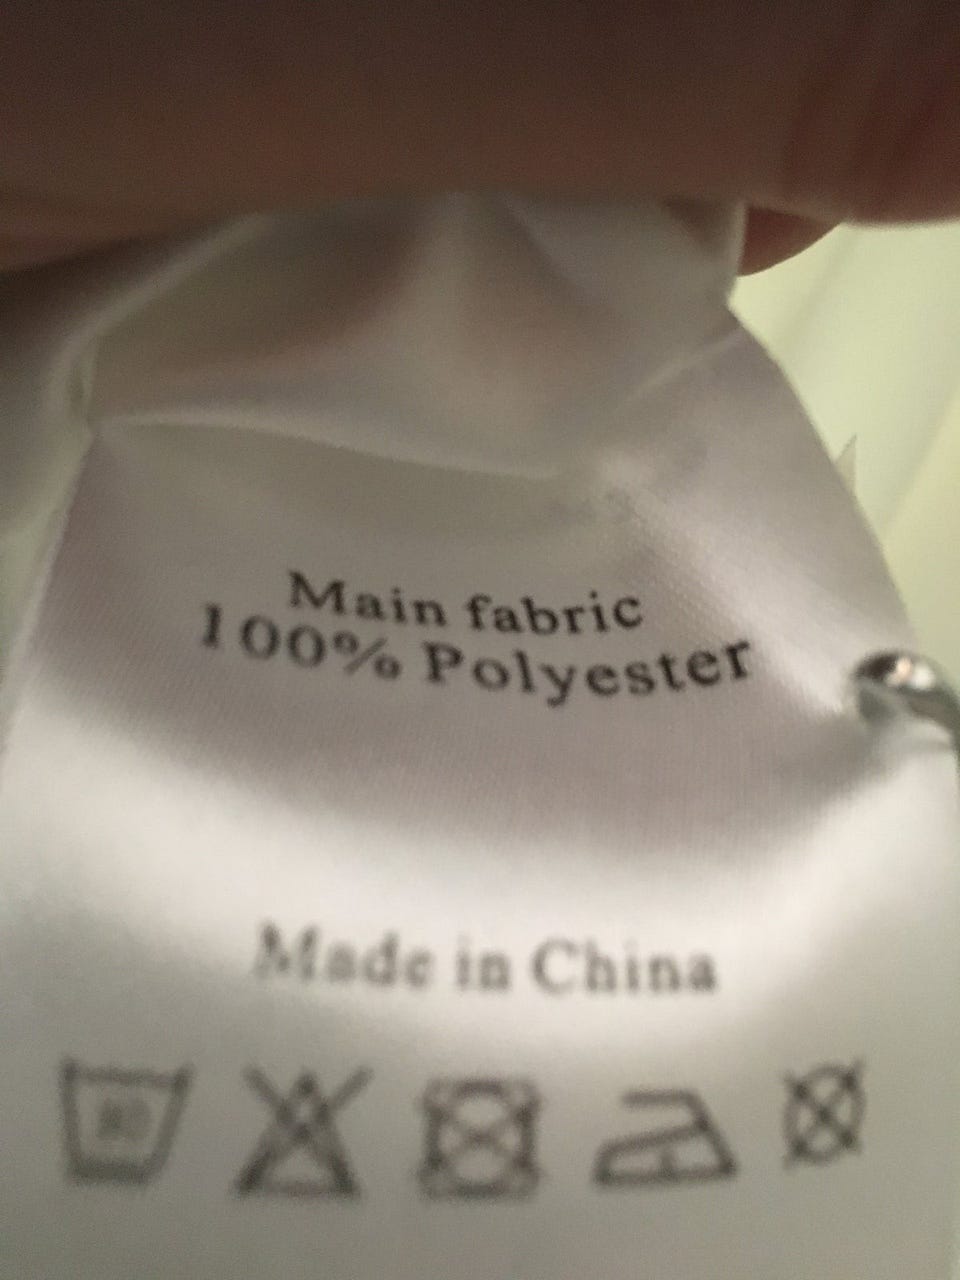 Main fabric
100% Polyester
Made in China